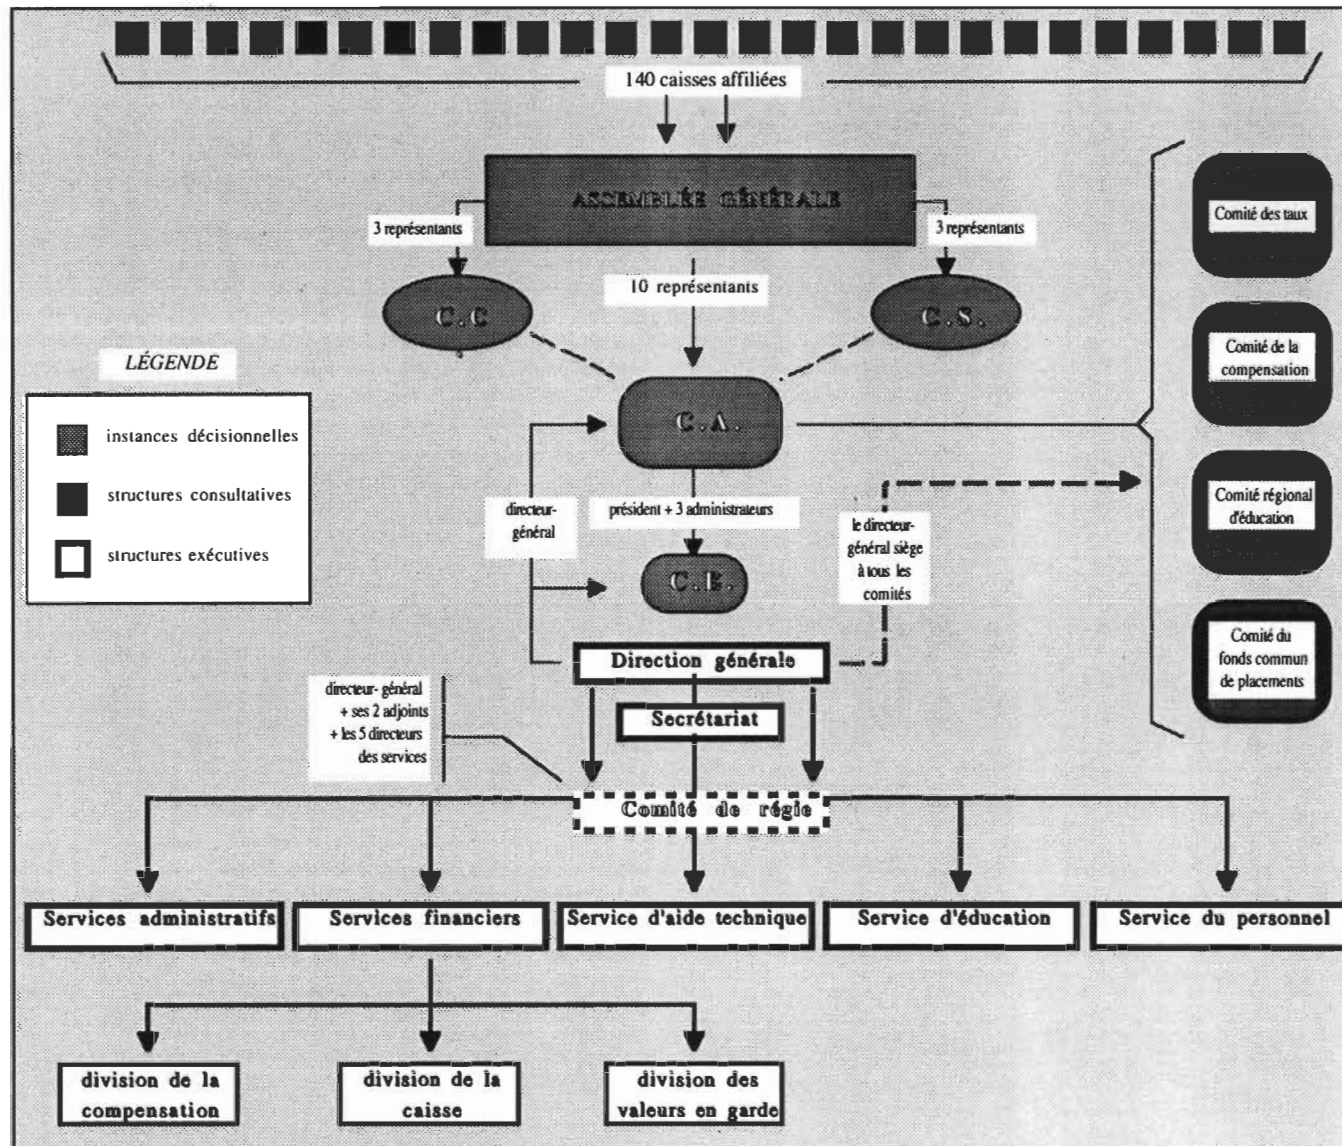 140 caisses affiliées
ASSEMBLÉE GÉNÉRALE
3 représentants
3 représentants
10 représentants
C.C
C.S.
C.A.
Comité des taux
Comité de la
compensation
Comité régional
d'éducation
Comité du
fonds commun
de placements
LÉGENDE
instances décisionnelles
structures consultatives
structures exécutives
directeur-
général
président + 3 administrateurs
le directeur-
général siège
à tous les
comités
C.E.
Direction générale
Secrétariat
directeur- général
+ ses 2 adjoints
+ les 5 directeurs
des services
Comité de régie
Services administratifs
Services financiers
Service d'aide technique
Service d'éducation
Service du personnel
division de la
compensation
division de la
caisse
division des
valeurs en garde